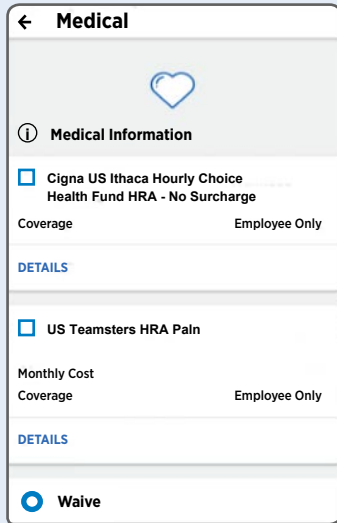 Medical
Medical Information
Cigna US Ithaca Hourly Choice
Health Fund HRA - No Surcharge
Coverage Employee Only
DETAILS
US Teamsters HRA Paln
Monthly Cost
Coverage Employee Only
DETAILS
Waive